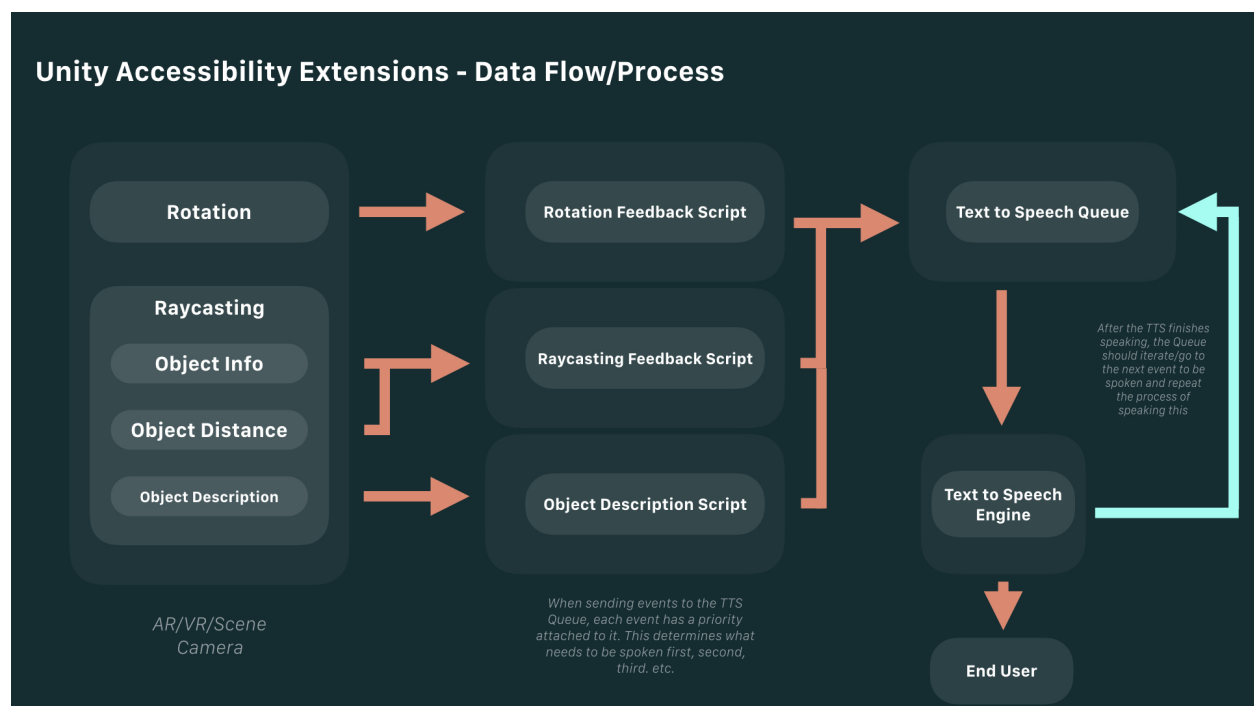 Unity Accessibility Extensions - Data Flow/Process
Rotation
Raycasting
Object Info
Object Distance
Object Description
AR/VR/Scene
Camera
Rotation Feedback Script
Raycasting Feedback Script
Object Description Script
When sending events to the TTS
Queue, each event has a priority
attached to it. This determines what
needs to be spoken first, second,
third. etc.
Text to Speech Queue
After the TTS finishes
speaking, the Queue
should iterate/go to
the next event to be
spoken and repeat
the process of
speaking this
Text to Speech
Engine
End User